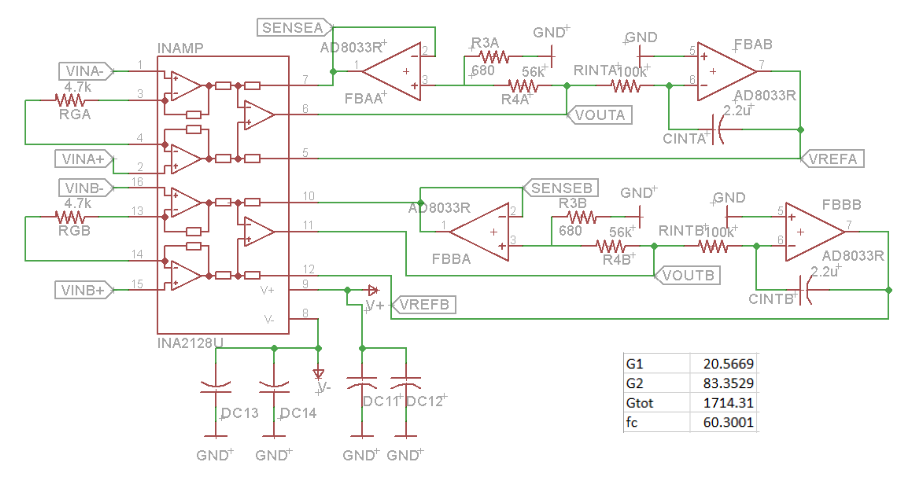 SENSEA
INAMP
AD8033R
R3A
GND
GND
FBAB
VINA-
1
7
1
2
3
680
56k
RINTA
100k
5
6
7
4.7k
3
R4A
RGA
6
FBAA
VOUTA
AD8033R
2.2u
4
CINTA
VINA+
2
5
VREFA
VINB-
16
10
SENSEB
4.7k
AD8033R
R3B
GND
GND
FBBB
13
11
1
2
3
680
56k
RINTB
100k
5
6
7
RGB
R4B
14
FBBA
AD8033R
12
VOUTB
2.2u
VINB+
15
V+
9
V+
VREFB
CINTB
V-
8
INA2128U
V-
DC13
DC14
DC11
DC12
GND
GND
GND
GND
G1 20.5669
G2 83.3529
Gtot 1714.31
fc 60.3001